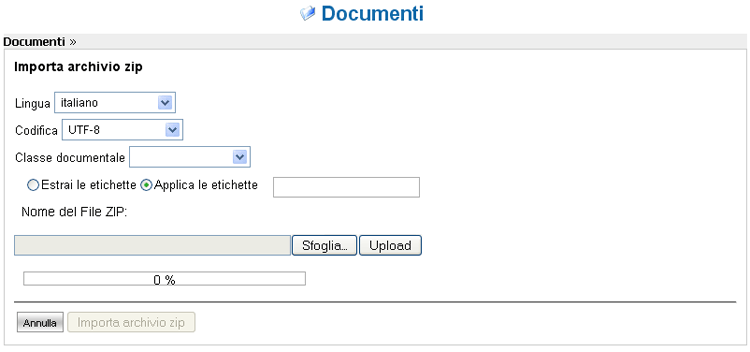 Documenti
Documenti »
Importa archivio zip
Lingua italiano
Codifica UTF-8
Classe documentale
Estrai le etichette Applica le etichette
Nome del File ZIP:
Sfoglia... Upload
0 %
Annulla Importa archivio zip